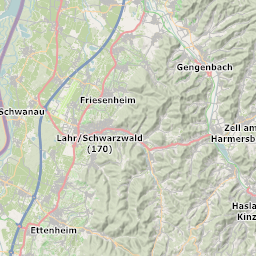 Gengenbach
Friesenheim
Schwanau
Zell am
Harmersb
Lahr/Schwarzwald
(170)
Hasla
Kinz
Ettenheim